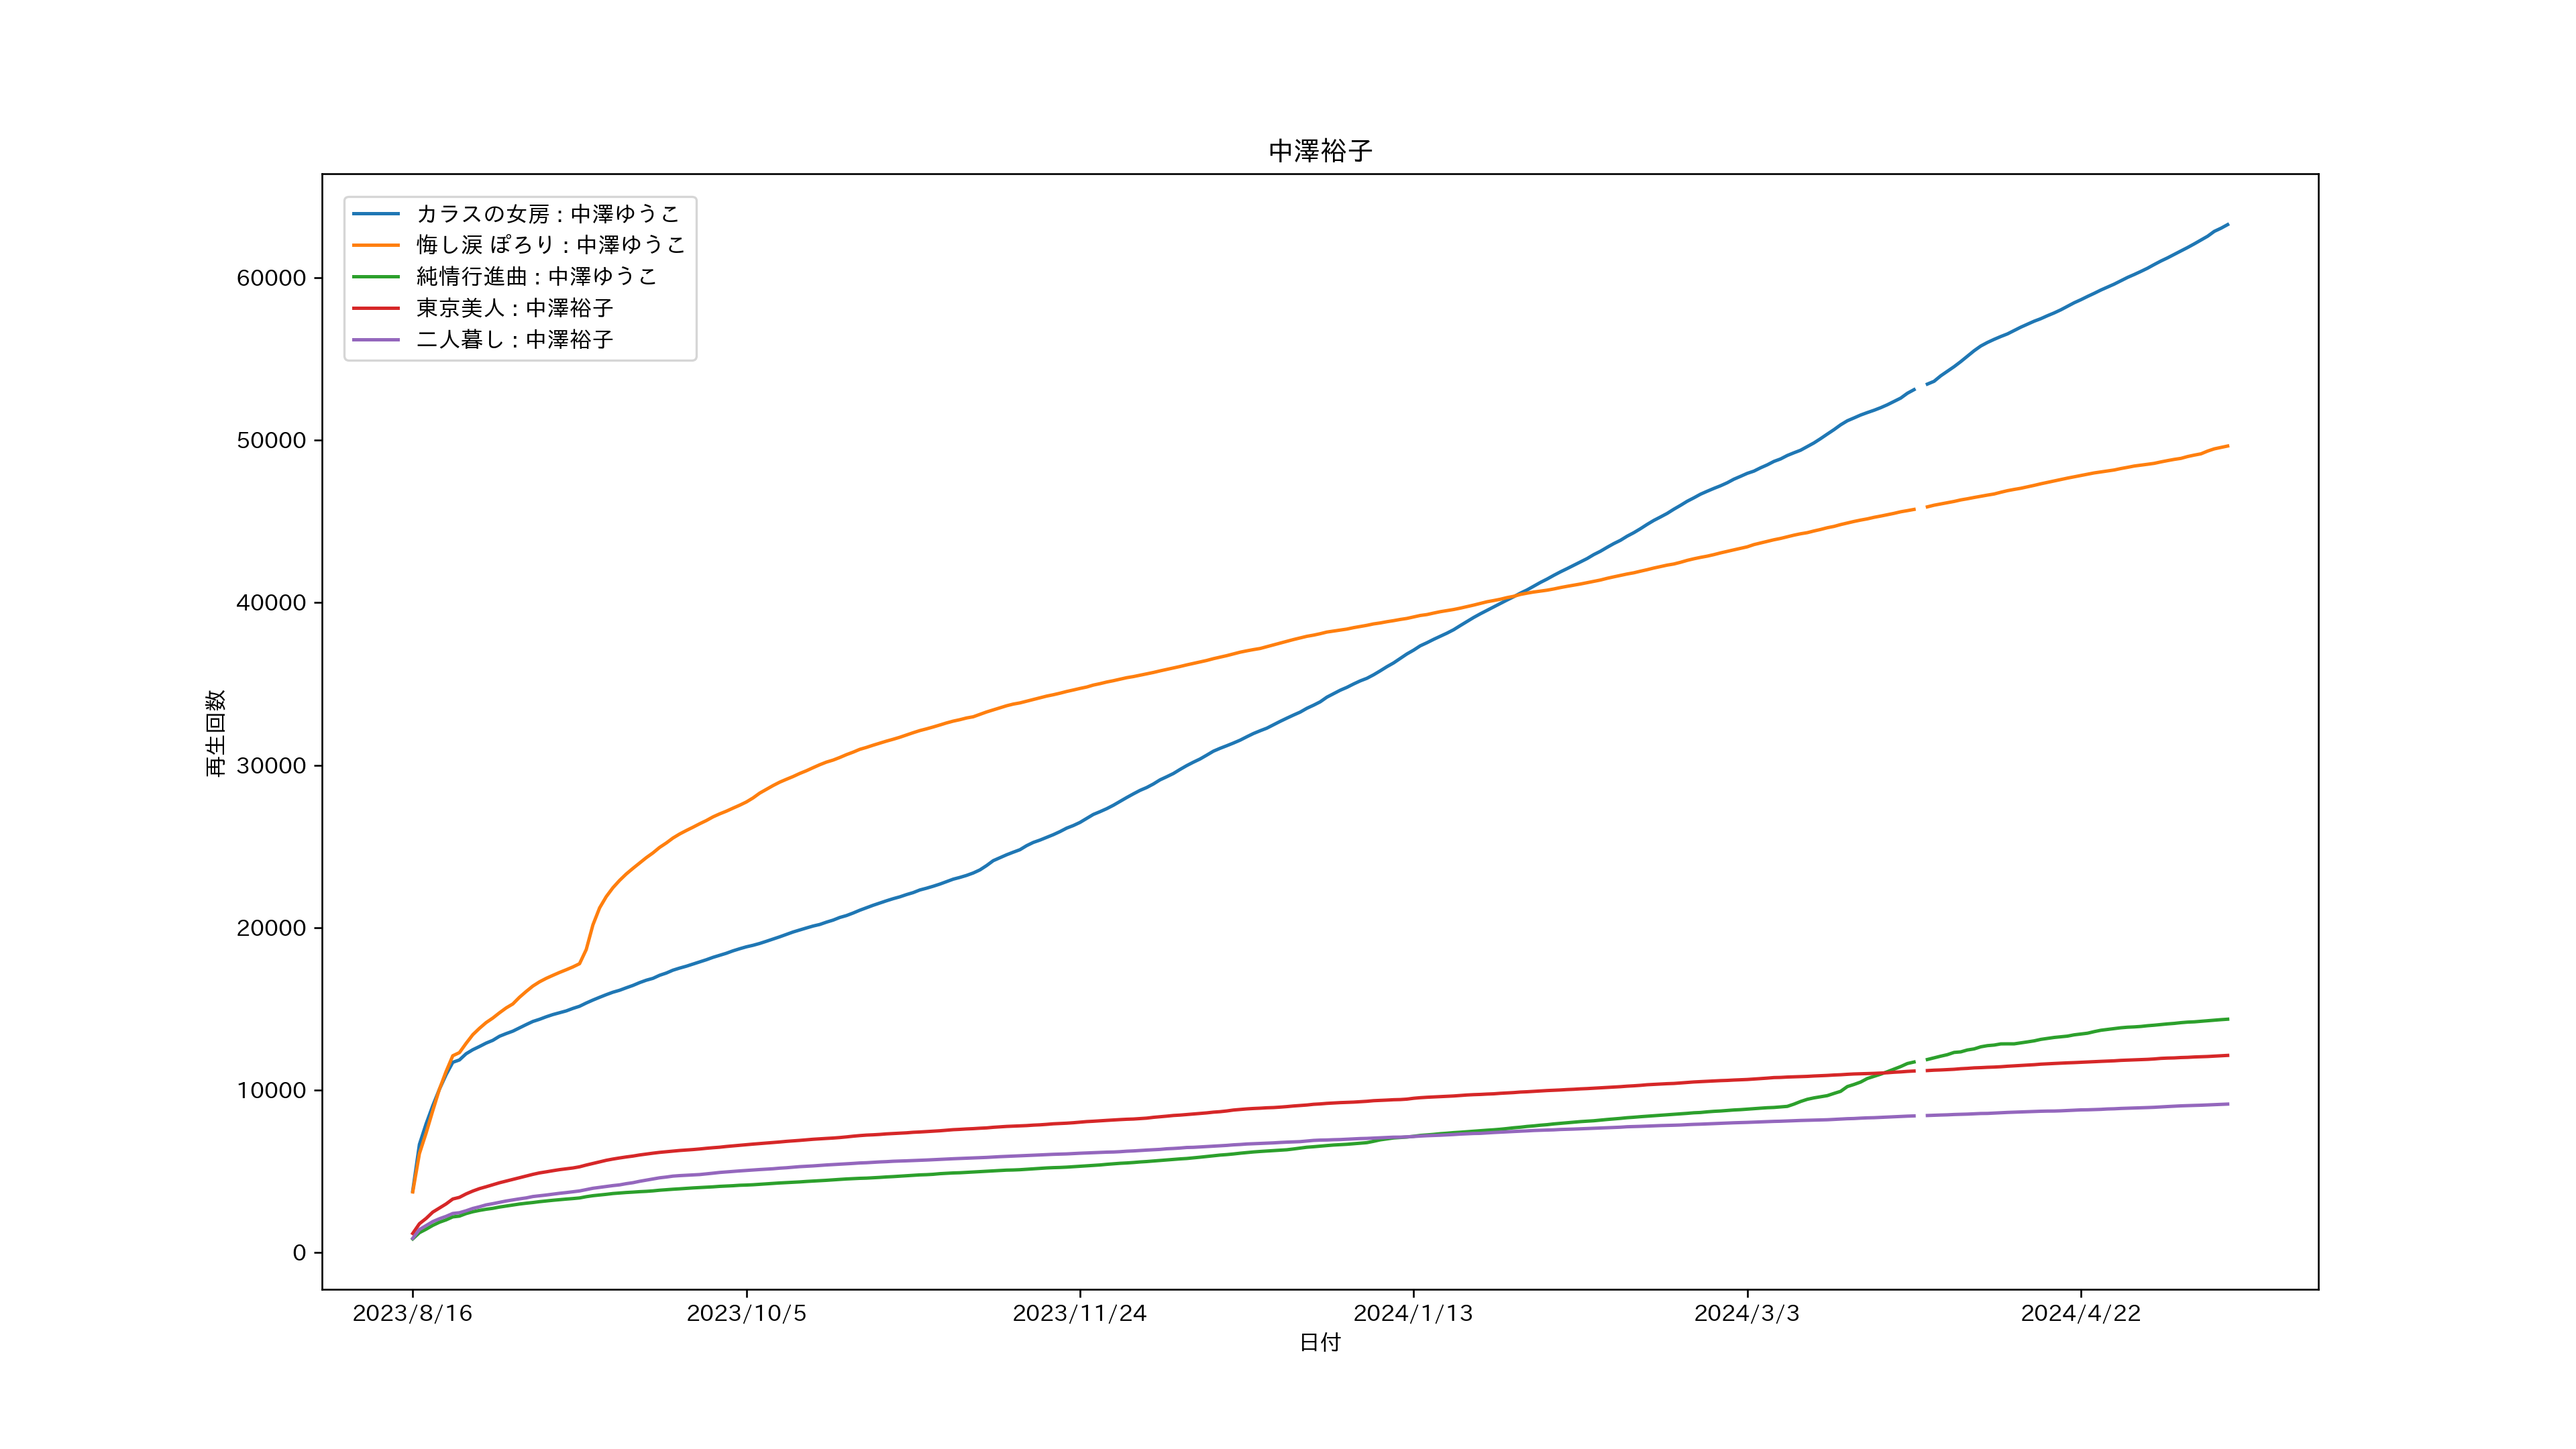 中澤裕子
カラスの女房 : 中澤ゆうこ
悔し涙 ぽろり : 中澤ゆうこ
純情行進曲 : 中澤ゆうこ
東京美人 : 中澤裕子
二人暮し : 中澤裕子
再生回数
60000
50000
40000
30000
20000
10000
0
2023/8/16
2023/10/5
2023/11/24
2024/1/13
2024/3/3
2024/4/22
日付